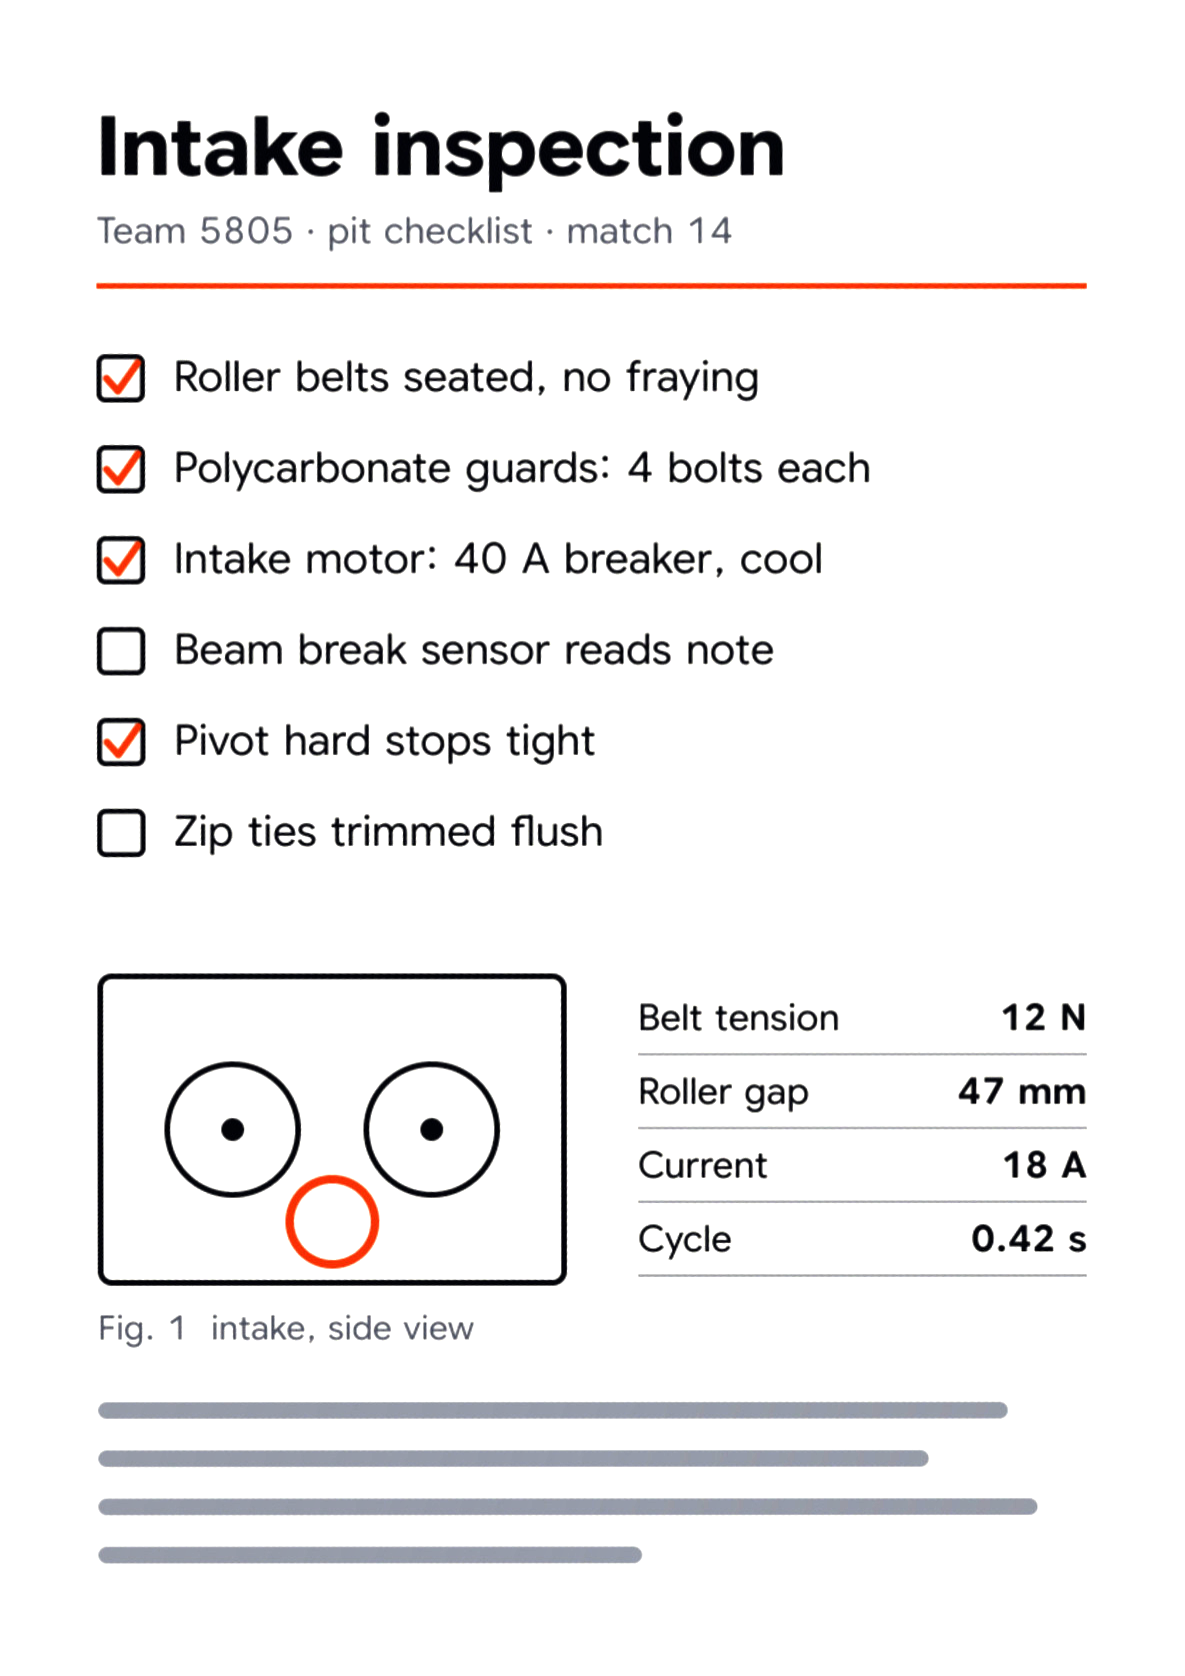 Intake inspection
Team 5805 · pit checklist · match 14
Roller belts seated, no fraying
Polycarbonate guards: 4 bolts each
Intake motor: 40 A breaker, cool
Beam break sensor reads note
Pivot hard stops tight
Zip ties trimmed flush
Belt tension 12 N
Roller gap 47 mm
Current 18 A
Cycle 0.42 s
Fig. 1 intake, side view